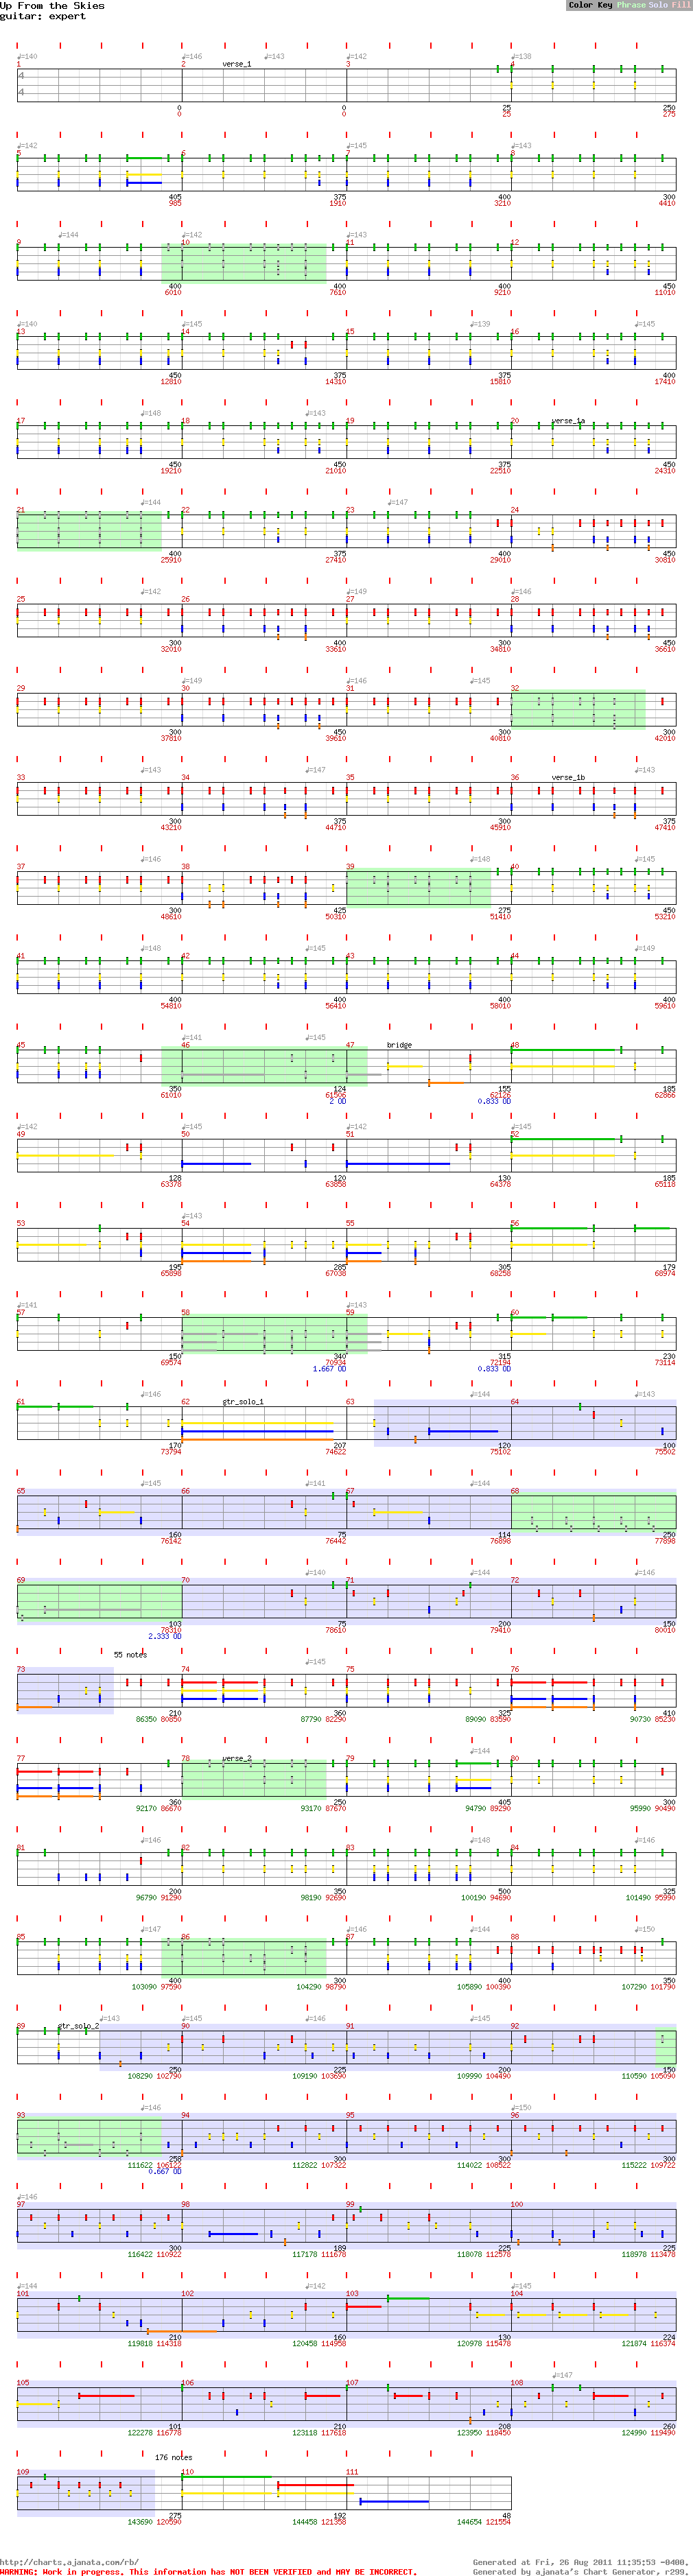 Up From the Skies
guitar: expert
Color Key Phrase Solo Fill
♩=140 ♩=146 ♩=143 ♩=142 ♩=138
1 2 verse_1 3 4
4
4
0 0 25 250
0 0 25 275
♩=142 ♩=145 ♩=143
5 6 7 8
405 375 400 300
985 1910 3210 4410
♩=144 ♩=142 ♩=143
9 10 11 12
400 400 400 450
6010 7610 9210 11010
♩=140 ♩=145 ♩=139 ♩=145
13 14 15 16
450 375 375 400
12810 14310 15810 17410
♩=148 ♩=143
17 18 19 20 verse_1a
450 450 375 450
19210 21010 22510 24310
♩=144 ♩=147
21 22 23 24
400 375 400 450
25910 27410 29010 30810
♩=142 ♩=149 ♩=146
25 26 27 28
300 400 300 450
32010 33610 34810 36610
♩=149 ♩=146 ♩=145
29 30 31 32
300 450 300 300
37810 39610 40810 42010
♩=143 ♩=147 ♩=143
33 34 35 36 verse_1b
300 375 300 375
43210 44710 45910 47410
♩=146 ♩=148 ♩=145
37 38 39 40
300 425 275 450
48610 50310 51410 53210
♩=148 ♩=145 ♩=149
41 42 43 44
400 400 400 400
54810 56410 58010 59610
♩=141 ♩=145
45 46 47 bridge 48
350 124 155 185
61010 61506 62126 62866
2 OD 0.833 OD
♩=142 ♩=145 ♩=142 ♩=145
49 50 51 52
128 120 130 185
63378 63858 64378 65118
♩=143
53 54 55 56
195 285 305 179
65898 67038 68258 68974
♩=141 ♩=143
57 58 59 60
150 340 315 230
69574 70934 72194 73114
1.667 OD 0.833 OD
♩=146 ♩=144 ♩=143
61 62 gtr_solo_1 63 64
170 207 120 100
73794 74622 75102 75502
♩=145 ♩=141 ♩=144
65 66 67 68
160 75 114 250
76142 76442 76898 77898
♩=140 ♩=144 ♩=146
69 70 71 72
103 75 200 150
78310 78610 79410 80010
2.333 OD
55 notes
♩=145
73 74 75 76
210 360 325 410
86350 80850 87790 82290 89090 83590 90730 85230
♩=144
77 78 verse_2 79 80
360 250 405 300
92170 86670 93170 87670 94790 89290 95990 90490
♩=146 ♩=148 ♩=146
81 82 83 84
200 350 500 325
96790 91290 98190 92690 100190 94690 101490 95990
♩=147 ♩=146 ♩=144 ♩=150
85 86 87 88
400 300 400 350
103090 97590 104290 98790 105890 100390 107290 101790
♩=143 ♩=145 ♩=146 ♩=145
89 gtr_solo_2 90 91 92
250 225 200 150
108290 102790 109190 103690 109990 104490 110590 105090
♩=146 ♩=150
93 94 95 96
258 300 300 300
111622 106122 112822 107322 114022 108522 115222 109722
0.667 OD
♩=146
97 98 99 100
300 189 225 225
116422 110922 117178 111678 118078 112578 118978 113478
♩=144 ♩=142 ♩=145
101 102 103 104
210 160 130 224
119818 114318 120458 114958 120978 115478 121874 116374
♩=147
105 106 107 108
101 210 208 260
122278 116778 123118 117618 123950 118450 124990 119490
176 notes
109 110 111
275 192 48
143690 120590 144458 121358 144654 121554
http://charts.ajanata.com/rb/ Generated at Fri, 26 Aug 2011 11:35:53 -0400.
WARNING: Work in progress. This information has NOT BEEN VERIFIED and MAY BE INCORRECT. Generated by ajanata's Chart Generator, r299.